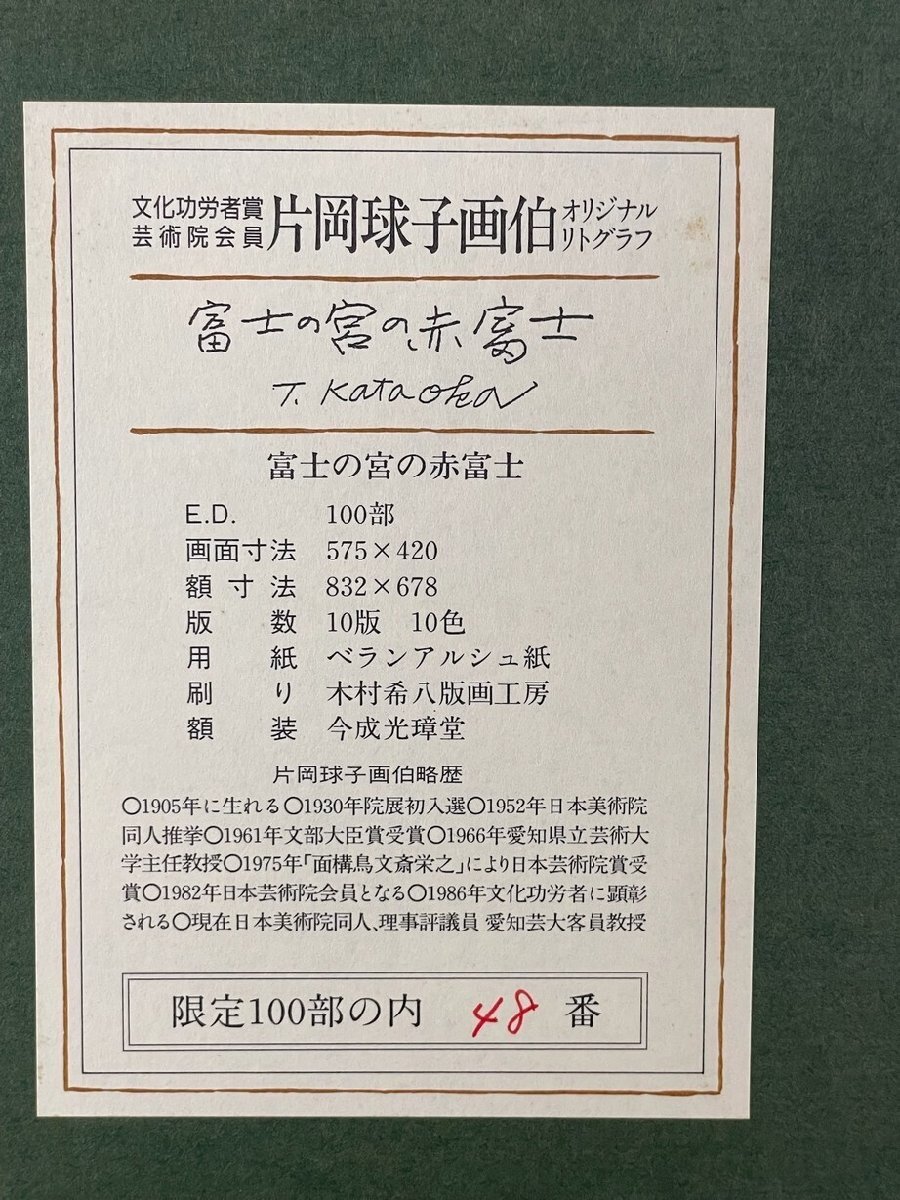 文化功労者賞
芸術院会員
片岡球子画伯
オリジナル
リトグラフ
富士の宮の赤富士
T. Kataoka
富士の宮の赤富士
E.D. 100部
画面寸法 575×420
額寸法 832×678
版数 10版 10色
用紙 ベランアルシュ紙
刷り 木村希八版画工房
額装 今成光璋堂
片岡球子画伯略歴
〇1905年に生れる〇1930年院展初入選〇1952年日本美術院
同人推挙〇1961年文部大臣賞受賞〇1966年愛知県立芸術大
学主任教授〇1975年「面構鳥文斎栄之」により日本芸術院賞受
賞〇1982年日本芸術院会員となる〇1986年文化功労者に顕彰
される〇現在日本美術院同人、理事評議員 愛知芸大客員教授
限定100部の内 48 番